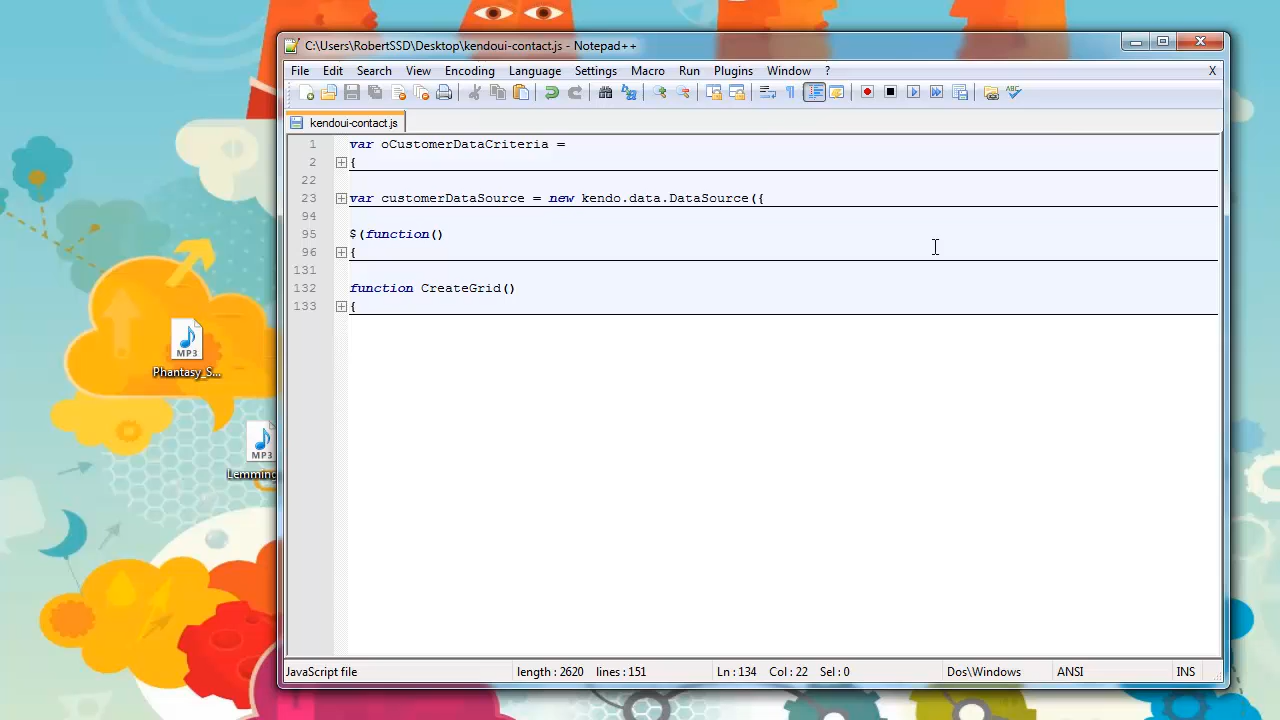 C:\Users\RobertSSD\Desktop\kendoui-contact.js - Notepad++
File Edit Search View Encoding Language Settings Macro Run Plugins Window ? X
kendoui-contact.js
1 var oCustomerDataCriteria =
2 {
22
23 var customerDataSource = new kendo.data.DataSource({
94
95 $(function()
96 {
131
132 function CreateGrid()
133 {
MP3
Phantasy_S...
MP3
Lemming
JavaScript file length : 2620 lines : 151 Ln : 134 Col : 22 Sel : 0 Dos\Windows ANSI INS